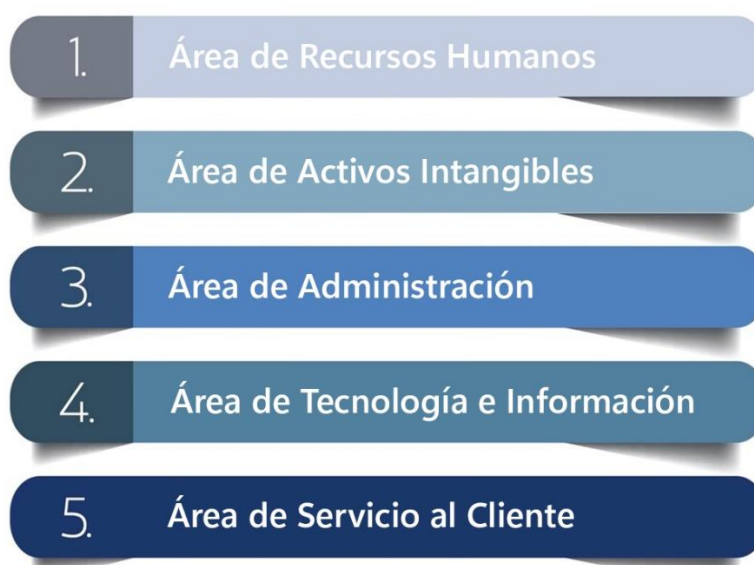 1. Área de Recursos Humanos
2. Área de Activos Intangibles
3. Área de Administración
4. Área de Tecnología e Información
5. Área de Servicio al Cliente